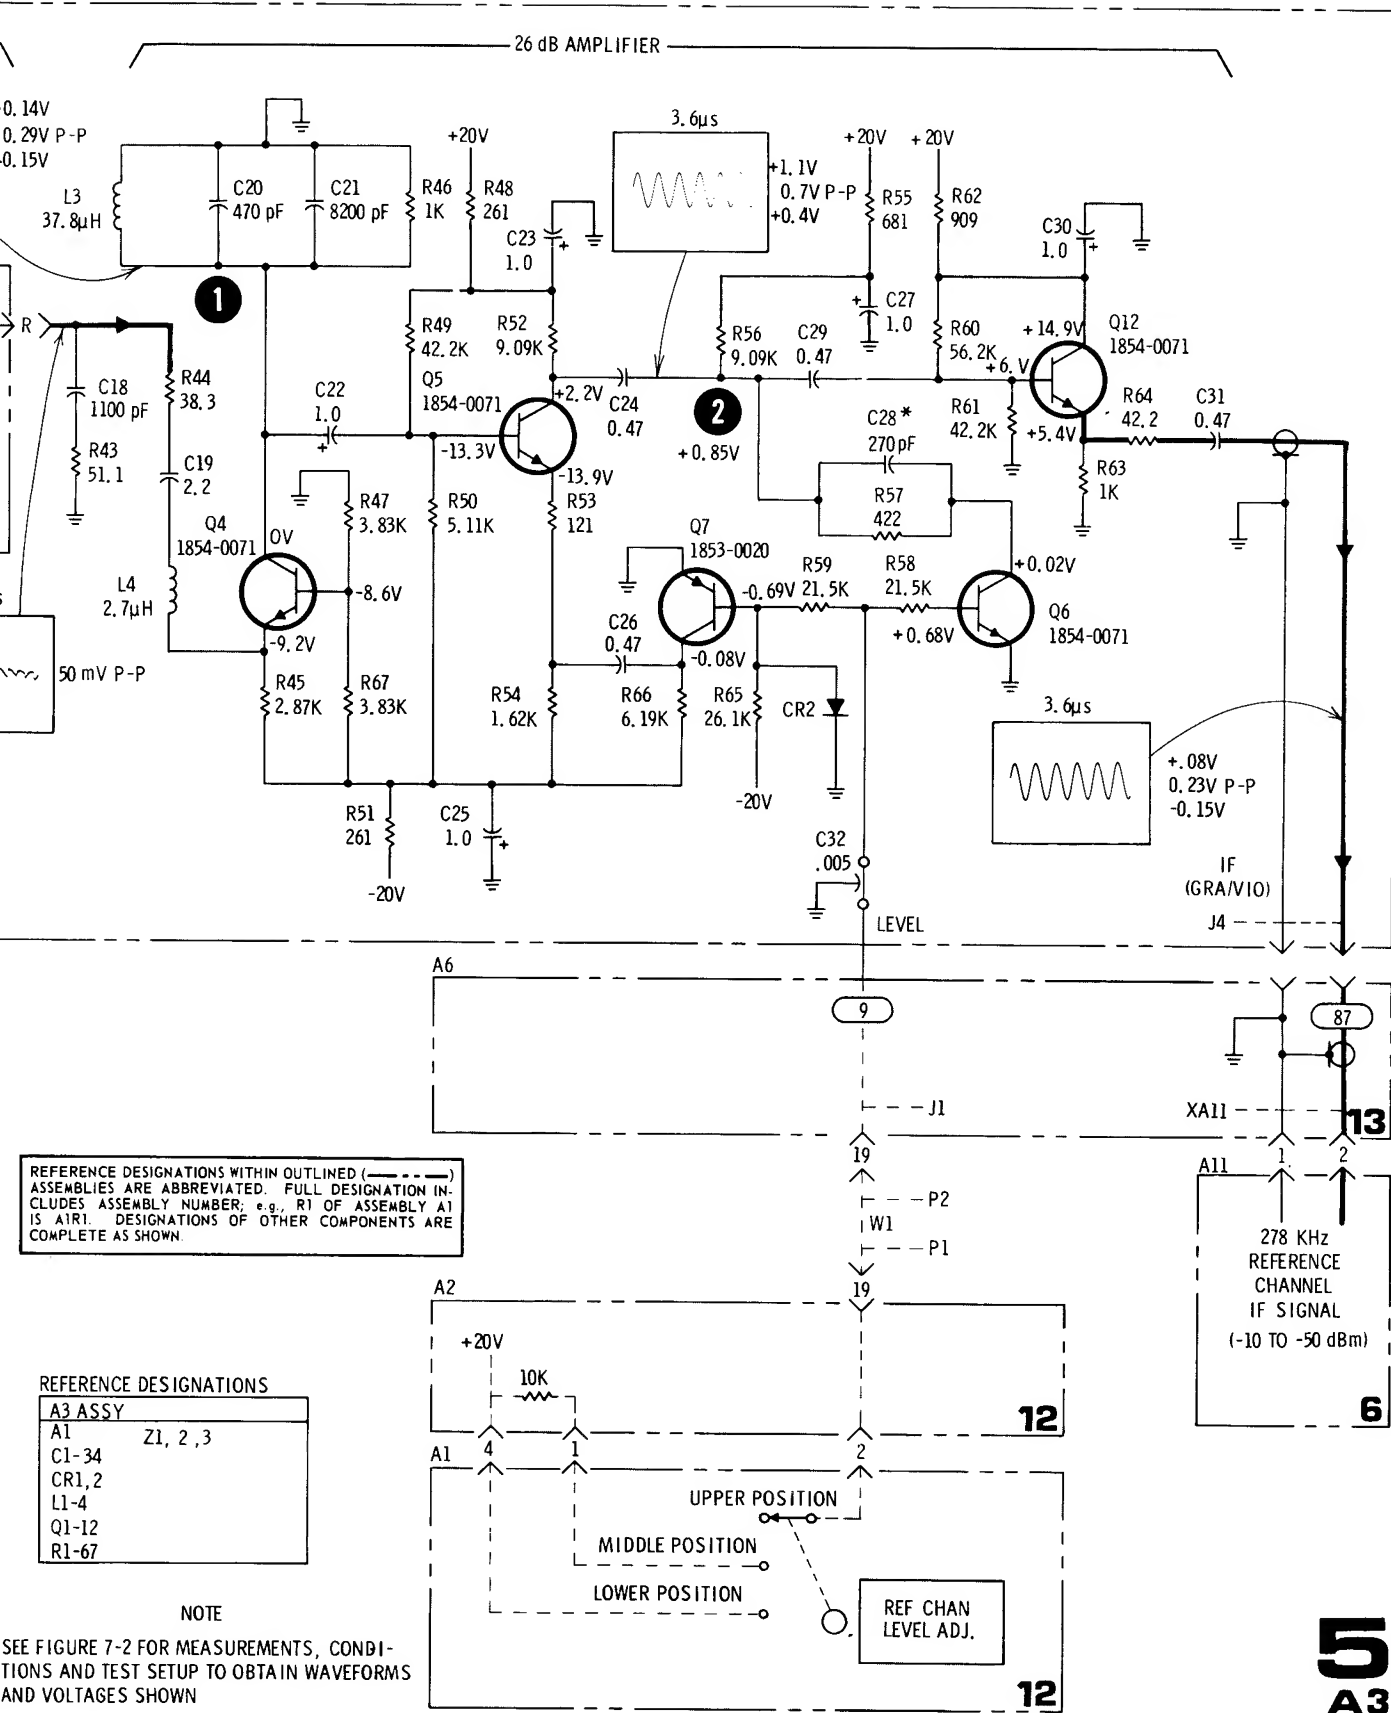 26 dB AMPLIFIER
0.14V
0.29V P-P
0.15V
L3
37.8μH
C20
470 pF
C21
8200 pF
R46
1K
+20V
R48
261
C23
1.0
+
3.6μs
+1.1V
0.7V P-P
+0.4V
+20V
R55
681
+20V
R62
909
C30
1.0
+
1
R
R49
42.2K
R52
9.09K
R56
9.09K
C29
0.47
+
C27
1.0
R60
56.2K
+14.9V
Q12
1854-0071
+6.V
C18
1100 pF
R44
38.3
C22
1.0
+
Q5
1854-0071
+2.2V
C24
0.47
2
+0.85V
C28*
270pF
R61
42.2K
+5.4V
R64
42.2
C31
0.47
R43
51.1
C19
2.2
-13.3V
-13.9V
R63
1K
Q4
1854-0071
0V
R47
3.83K
R50
5.11K
R53
121
Q7
1853-0020
R57
422
L4
2.7μH
-8.6V
-9.2V
C26
0.47
-0.69V
R59
21.5K
R58
21.5K
+0.02V
+0.68V
Q6
1854-0071
-0.08V
50 mV P-P
R45
2.87K
R67
3.83K
R54
1.62K
R66
6.19K
R65
26.1K
CR2
3.6μs
+.08V
0.23V P-P
-0.15V
-20V
R51
261
C25
1.0
+
-20V
C32
.005
LEVEL
IF
(GRA/VIO)
J4
A6
9
87
J1
XA11
13
19
1
2
P2
W1
P1
19
A11
278 KHz
REFERENCE
CHANNEL
IF SIGNAL
(-10 TO -50 dBm)
6
REFERENCE DESIGNATIONS WITHIN OUTLINED (— - - —)
ASSEMBLIES ARE ABBREVIATED. FULL DESIGNATION IN-
CLUDES ASSEMBLY NUMBER; e.g., R1 OF ASSEMBLY A1
IS A1R1. DESIGNATIONS OF OTHER COMPONENTS ARE
COMPLETE AS SHOWN.
A2
+20V
10K
12
4
1
2
A1
UPPER POSITION
MIDDLE POSITION
LOWER POSITION
REF CHAN
LEVEL ADJ.
12
REFERENCE DESIGNATIONS
A3 ASSY
A1
Z1, 2 ,3
C1-34
CR1,2
L1-4
Q1-12
R1-67
NOTE
SEE FIGURE 7-2 FOR MEASUREMENTS, CONDI-
TIONS AND TEST SETUP TO OBTAIN WAVEFORMS
AND VOLTAGES SHOWN
5
A3